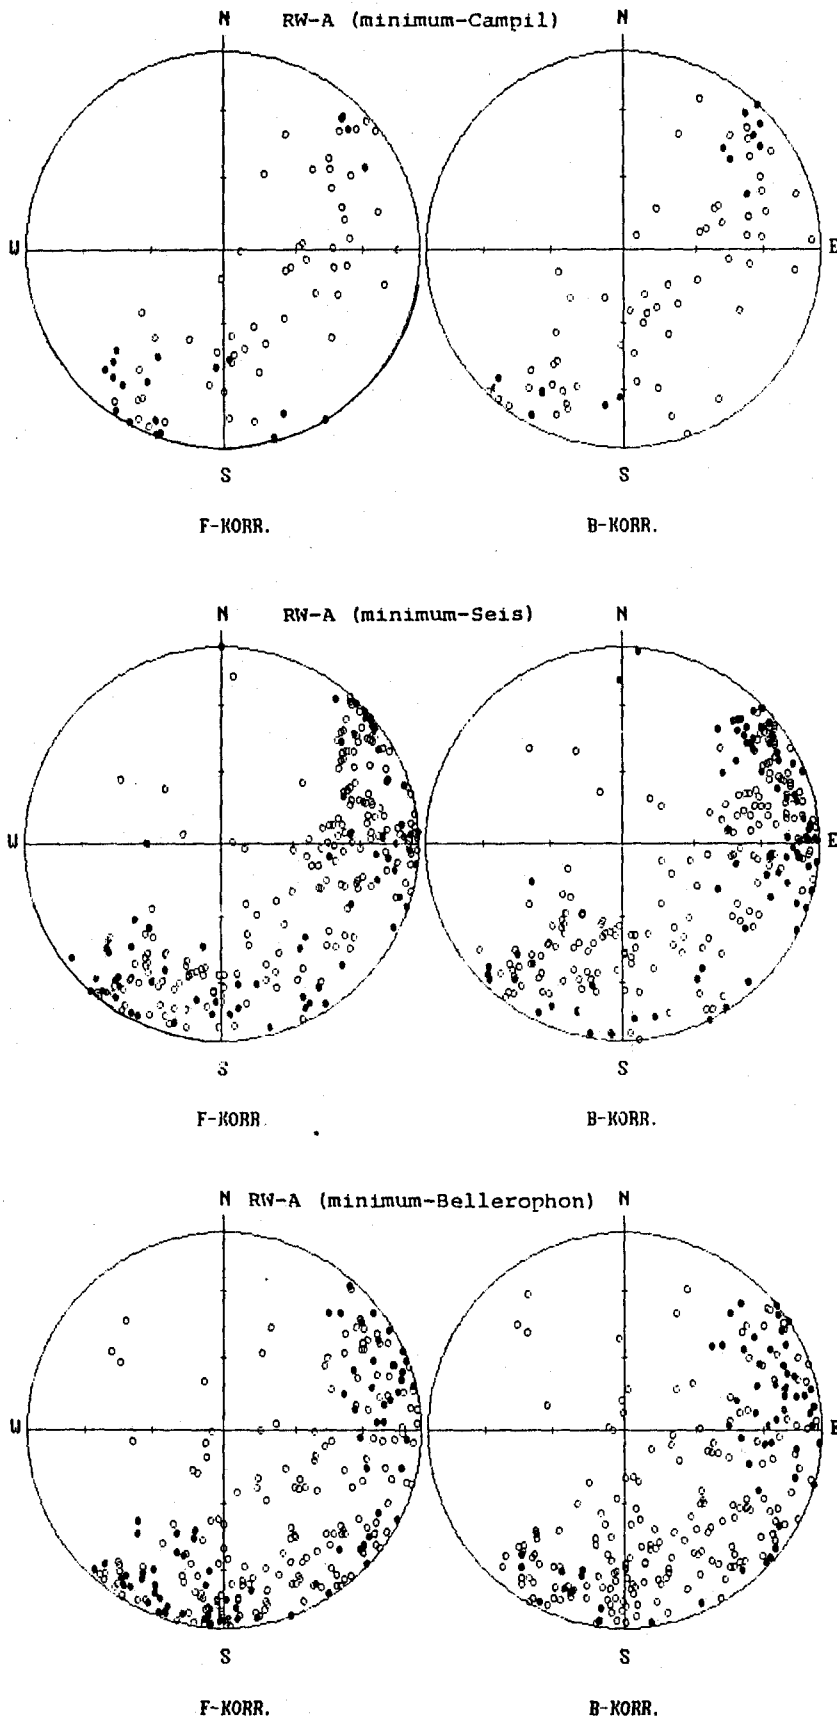 RW-A (minimum-Campil)
N N
W E
S S
F-KORR. B-KORR.
RW-A (minimum-Seis)
N N
W E
S S
F-KORR B-KORR.
N RW-A (minimum-Bellerophon) N
W E
S S
F-KORR. B-KORR.